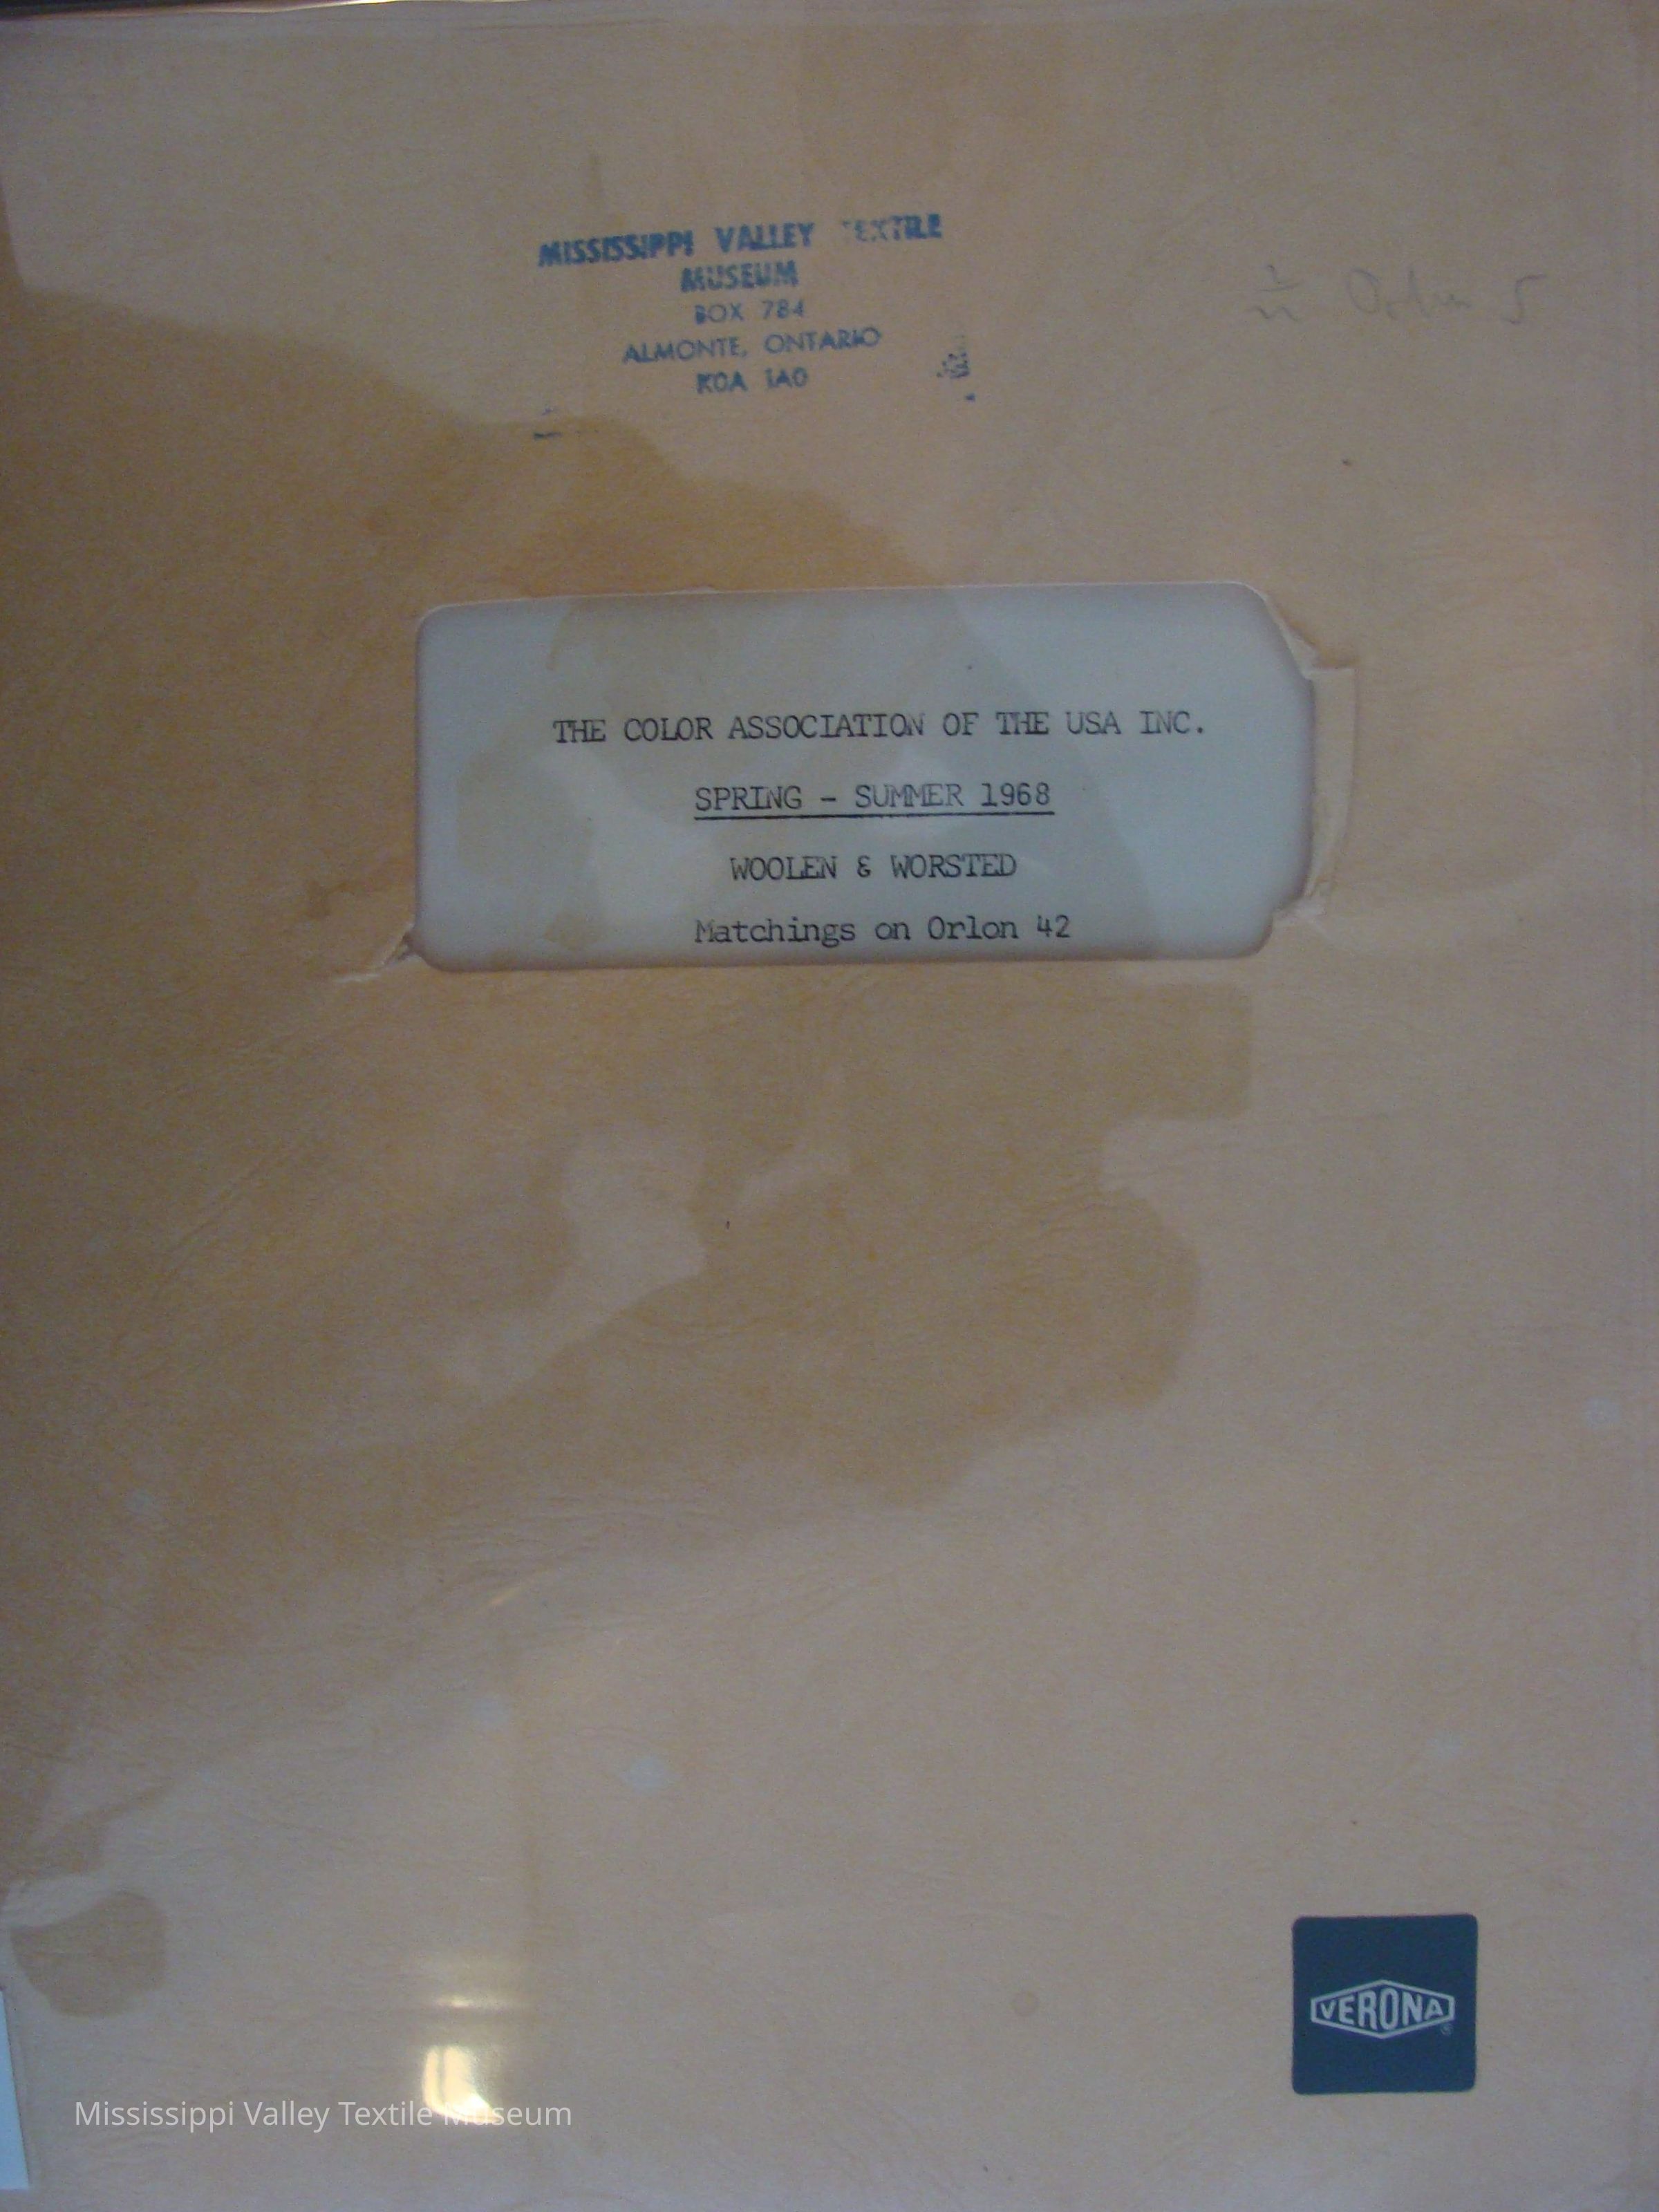 MISSISSIPPI VALLEY TEXTILE
MUSEUM
BOX 784
ALMONTE, ONTARIO
K0A 1A0
THE COLOR ASSOCIATION OF THE USA INC.
SPRING - SUMMER 1968
WOOLEN & WORSTED
Matchings on Orlon 42
VERONA
Mississippi Valley Textile Museum